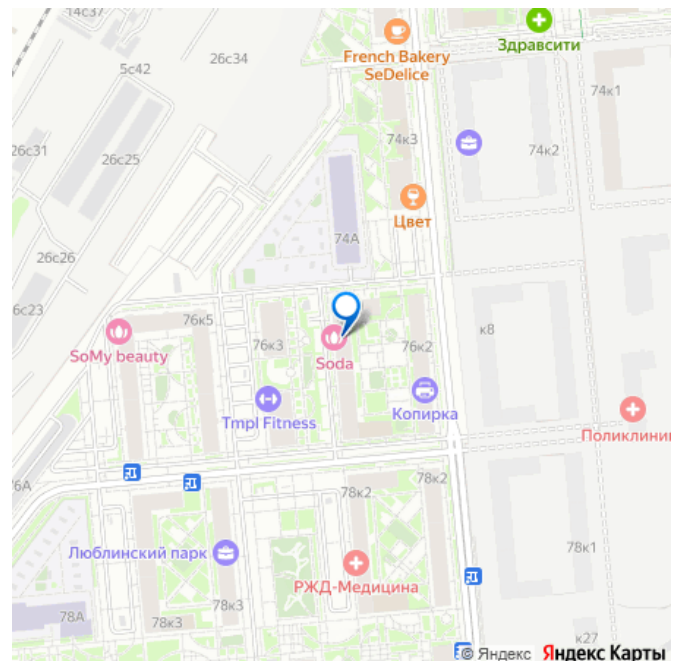 14с37
French Bakery
SeDelice
Здравсити
26с34
5с42
74к1
26с31
26с25
74к3
74к2
Цвет
74А
26с26
6с23
76к5
SoMy beauty
76к3
Soda
76к2
к8
Tmpl Fitness
Копирка
Поликлини
76А
78к2
78к2
Люблинский парк
РЖД-Медицина
78к1
78А
78к3
78к3
к27
© Яндекс Яндекс Карты